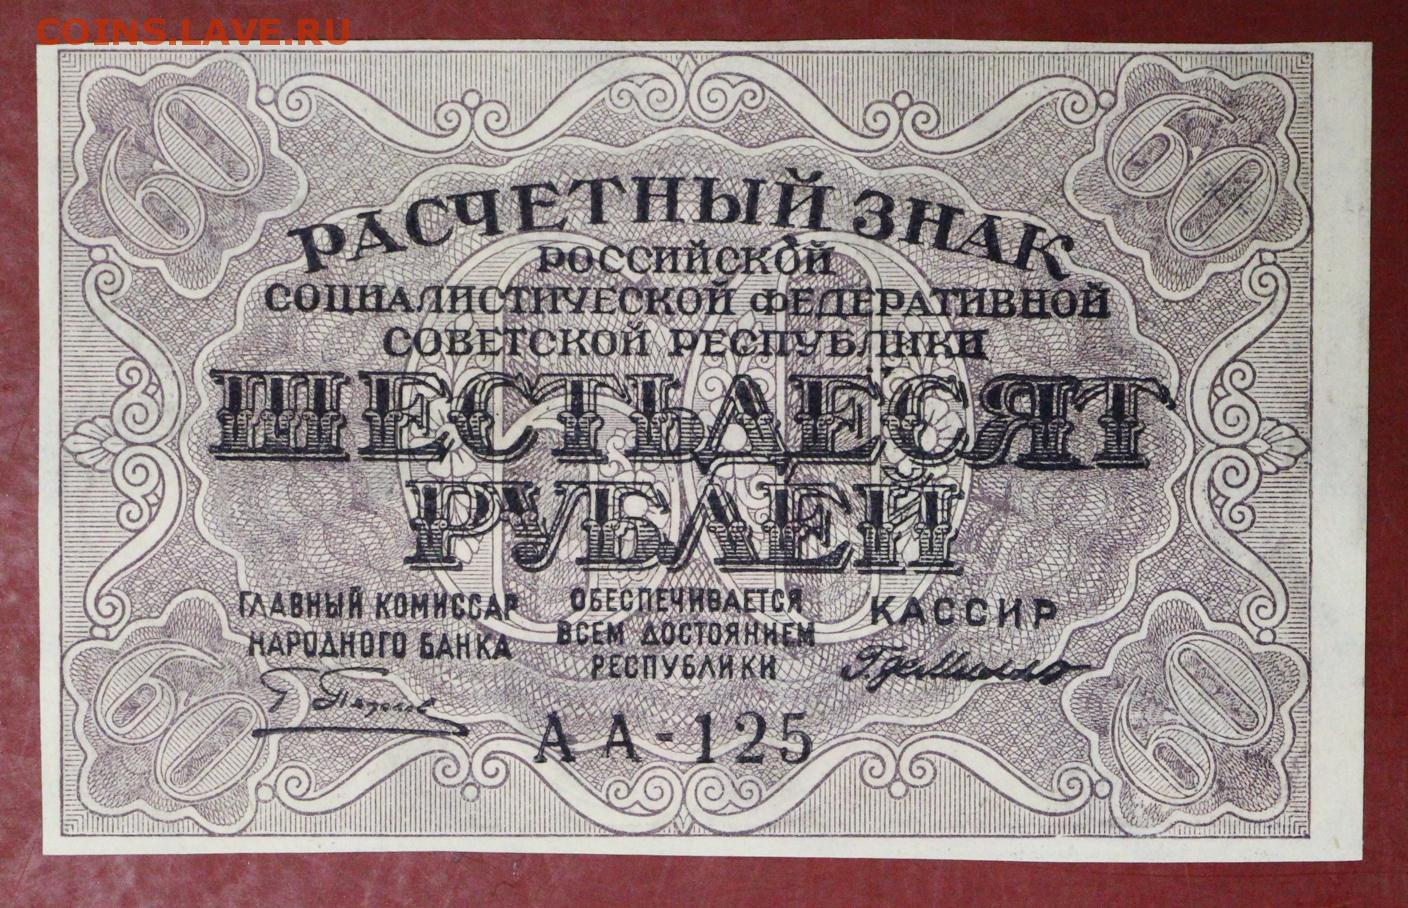 COINS.LAVE.RU
60
60
РАСЧЕТНЫЙ ЗНАК
РОССИЙСКОЙ
СОЦИАЛИСТИЧЕСКОЙ ФЕДЕРАТИВНОЙ
СОВЕТСКОЙ РЕСПУБЛИКИ
60
ШЕСТЬДЕСЯТ
РУБЛЕЙ
ГЛАВНЫЙ КОМИССАР
НАРОДНОГО БАНКА
ОБЕСПЕЧИВАЕТСЯ
ВСЕМ ДОСТОЯНИЕМ
РЕСПУБЛИКИ
КАССИР
АА-125
60
60